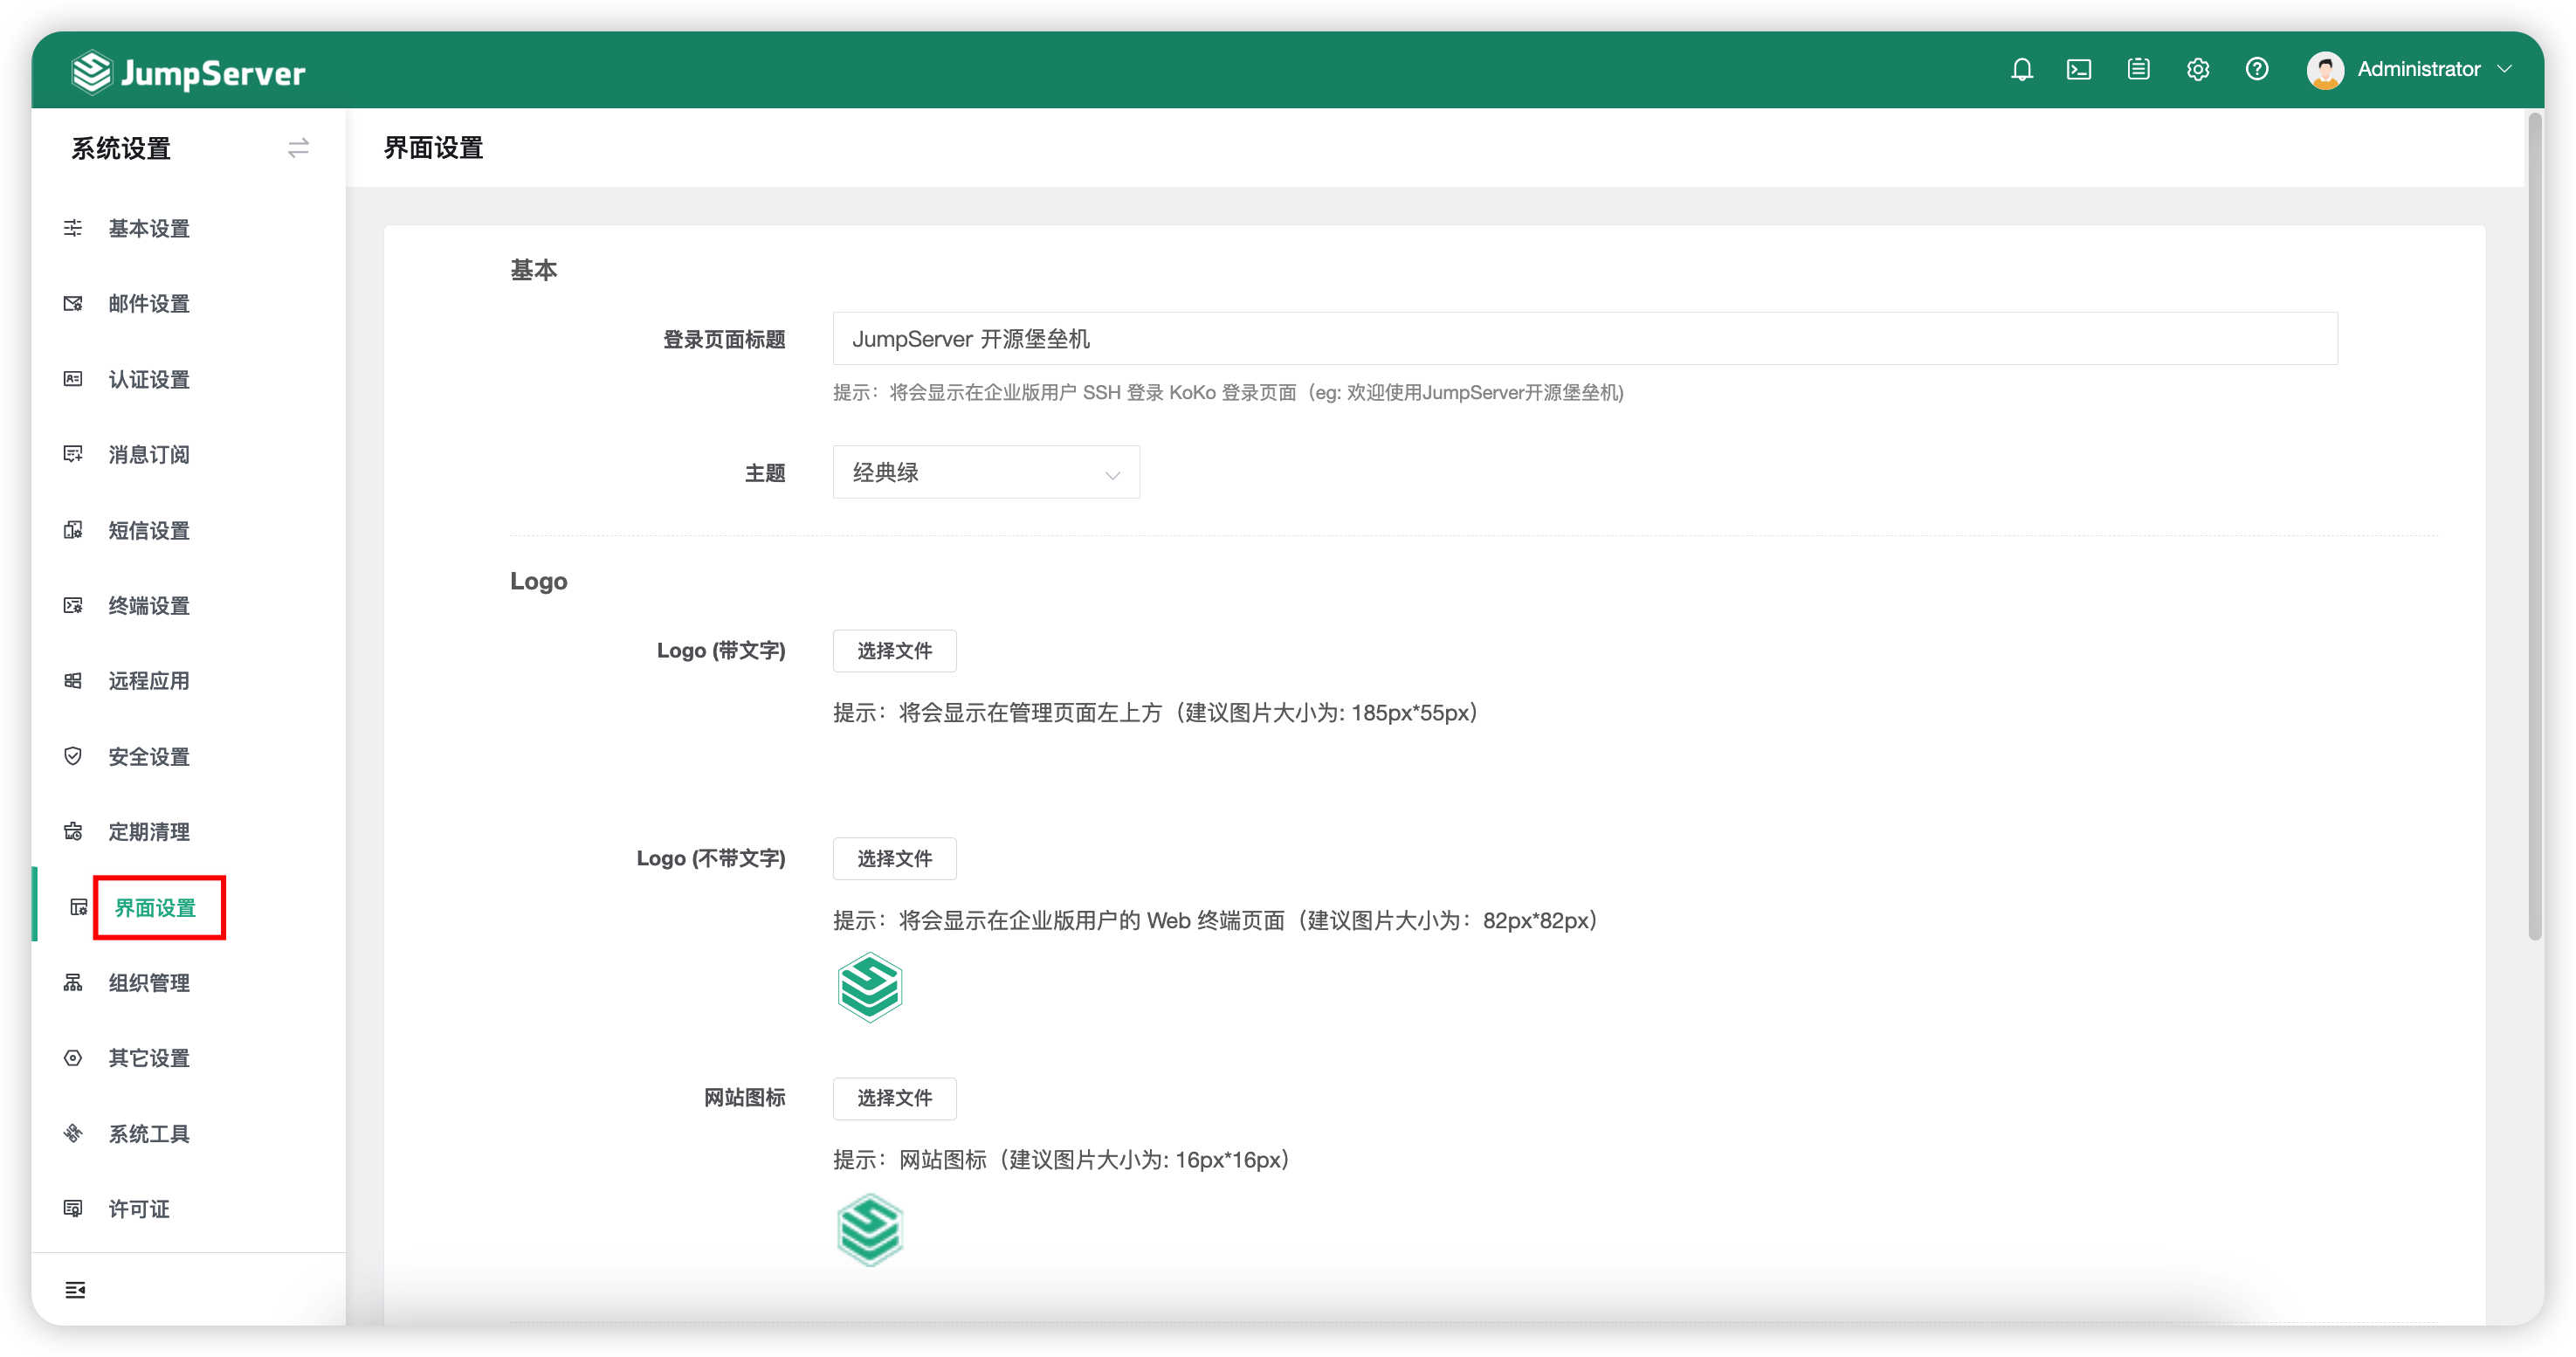 JumpServer
Administrator
系统设置
界面设置
基本设置
邮件设置
认证设置
消息订阅
短信设置
终端设置
远程应用
安全设置
定期清理
界面设置
组织管理
其它设置
系统工具
许可证
基本
登录页面标题
JumpServer 开源堡垒机
提示：将会显示在企业版用户 SSH 登录 KoKo 登录页面（eg: 欢迎使用JumpServer开源堡垒机)
主题
经典绿
Logo
Logo (带文字)
选择文件
提示：将会显示在管理页面左上方（建议图片大小为: 185px*55px）
Logo (不带文字)
选择文件
提示：将会显示在企业版用户的 Web 终端页面（建议图片大小为：82px*82px）
网站图标
选择文件
提示：网站图标（建议图片大小为: 16px*16px）